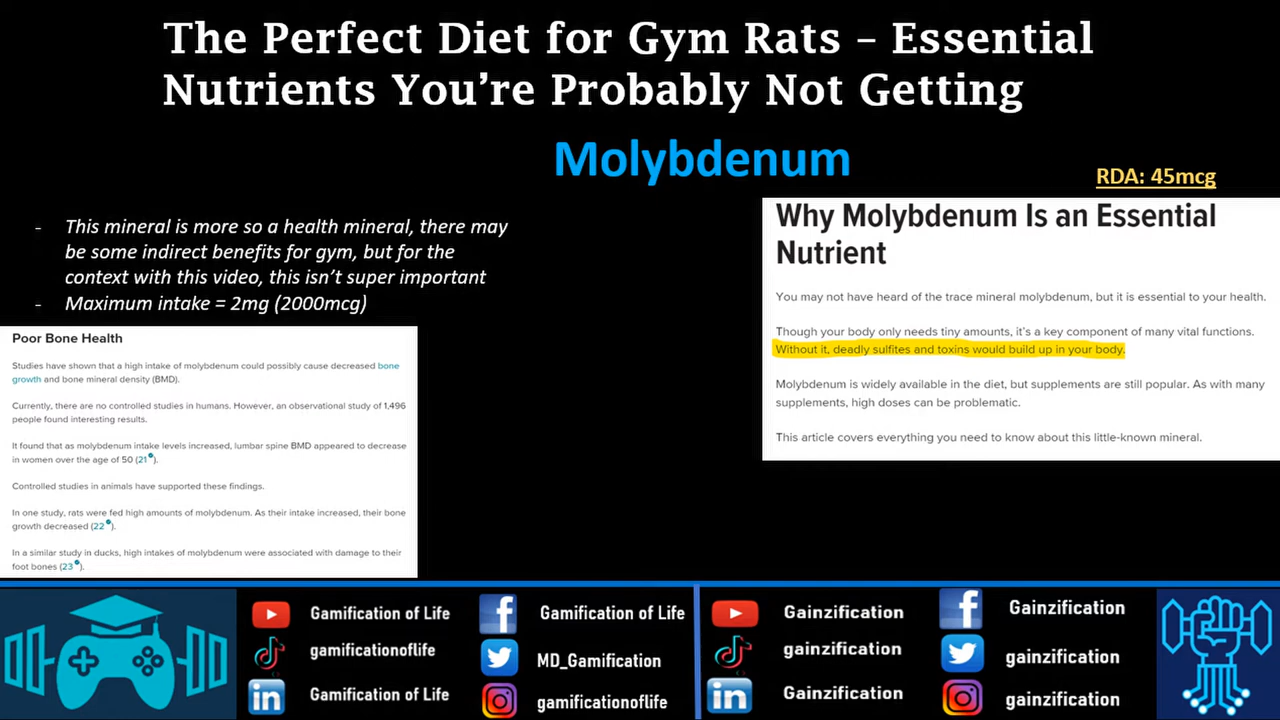 The Perfect Diet for Gym Rats – Essential
Nutrients You're Probably Not Getting
Molybdenum
RDA: 45mcg
- This mineral is more so a health mineral, there may
be some indirect benefits for gym, but for the
context with this video, this isn't super important
- Maximum intake = 2mg (2000mcg)
Poor Bone Health
Studies have shown that a high intake of molybdenum could possibly cause decreased bone
growth and bone mineral density (BMD).
Currently, there are no controlled studies in humans. However, an observational study of 1,496
people found interesting results.
It found that as molybdenum intake levels increased, lumbar spine BMD appeared to decrease
in women over the age of 50 (21).
Controlled studies in animals have supported these findings.
In one study, rats were fed high amounts of molybdenum. As their intake increased, their bone
growth decreased (22).
In a similar study in ducks, high intakes of molybdenum were associated with damage to their
foot bones (23).
Why Molybdenum Is an Essential
Nutrient
You may not have heard of the trace mineral molybdenum, but it is essential to your health.
Though your body only needs tiny amounts, it's a key component of many vital functions.
Without it, deadly sulfites and toxins would build up in your body.
Molybdenum is widely available in the diet, but supplements are still popular. As with many
supplements, high doses can be problematic.
This article covers everything you need to know about this little-known mineral.
Gamification of Life
gamificationoflife
in Gamification of Life
Gamification of Life
MD_Gamification
gamificationoflife
Gainzification
gainzification
in Gainzification
Gainzification
gainzification
gainzification